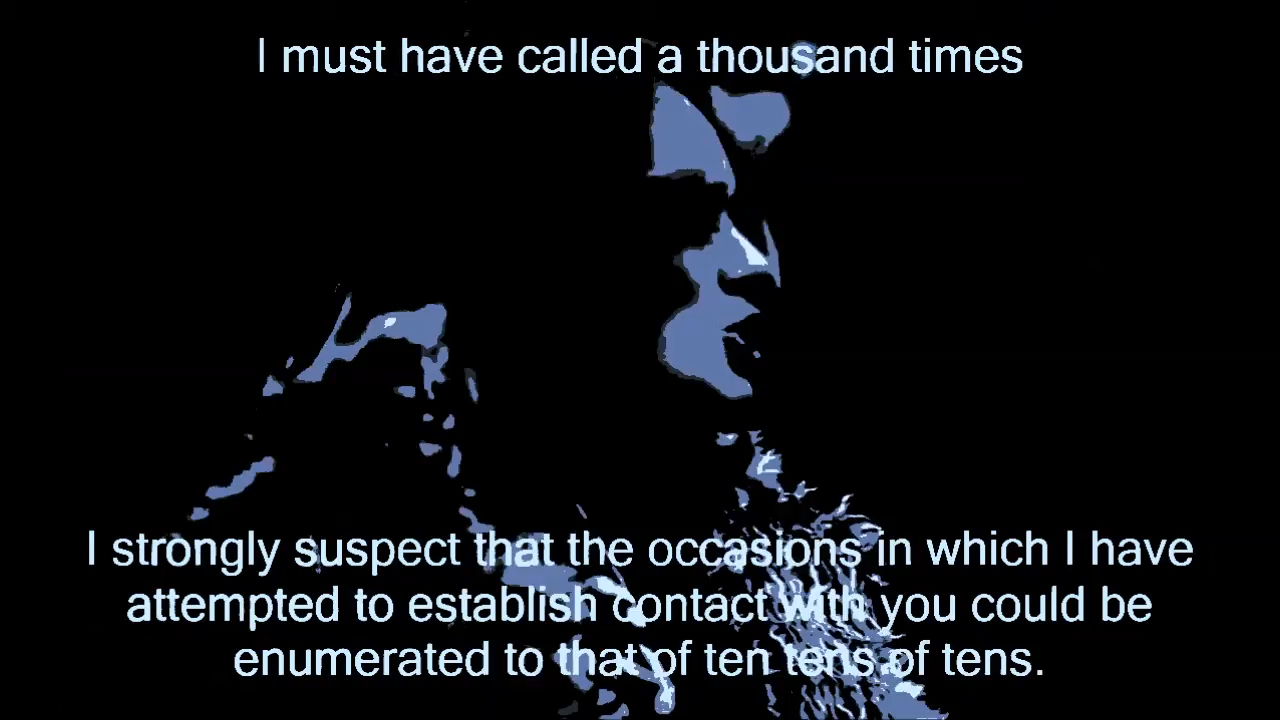 I must have called a thousand times
I strongly suspect that the occasions in which I have
attempted to establish contact with you could be
enumerated to that of ten tens of tens.